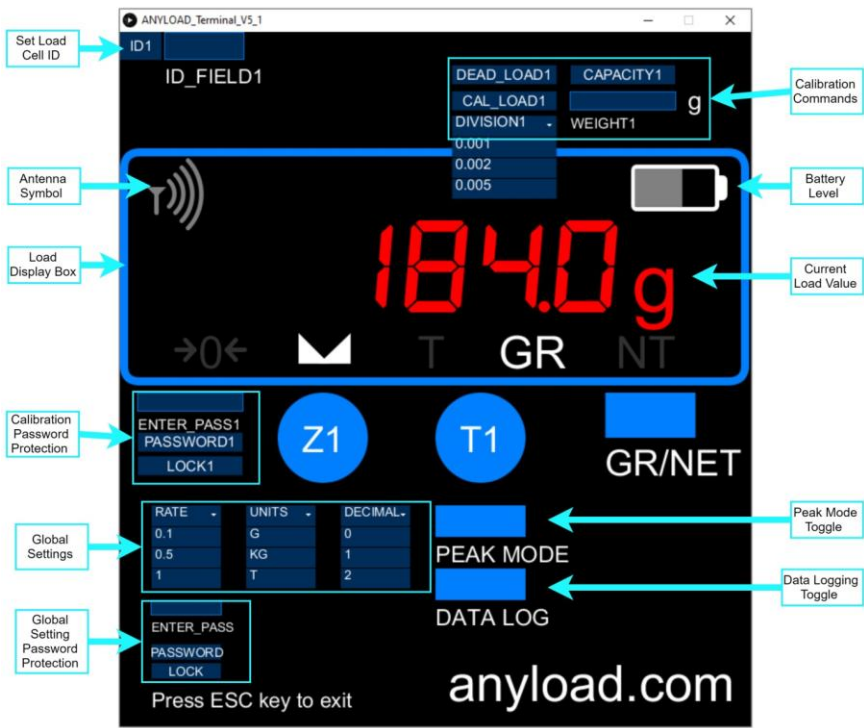 ANYLOAD_Terminal_V5_1
Set Load
Cell ID
ID1
ID_FIELD1
DEAD_LOAD1 CAPACITY1
CAL_LOAD1 g
DIVISION1 WEIGHT1
0.001
0.002
0.005
Calibration
Commands
Antenna
Symbol
Battery
Level
Load
Display Box
184.0 g
Current
Load Value
→0← T GR NT
Calibration
Password
Protection
ENTER_PASS1
PASSWORD1
LOCK1
Z1
T1
GR/NET
Global
Settings
RATE UNITS DECIMAL
0.1 G 0
0.5 KG 1
1 T 2
PEAK MODE
Peak Mode
Toggle
DATA LOG
Data Logging
Toggle
Global
Setting
Password
Protection
ENTER_PASS
PASSWORD
LOCK
Press ESC key to exit
anyload.com